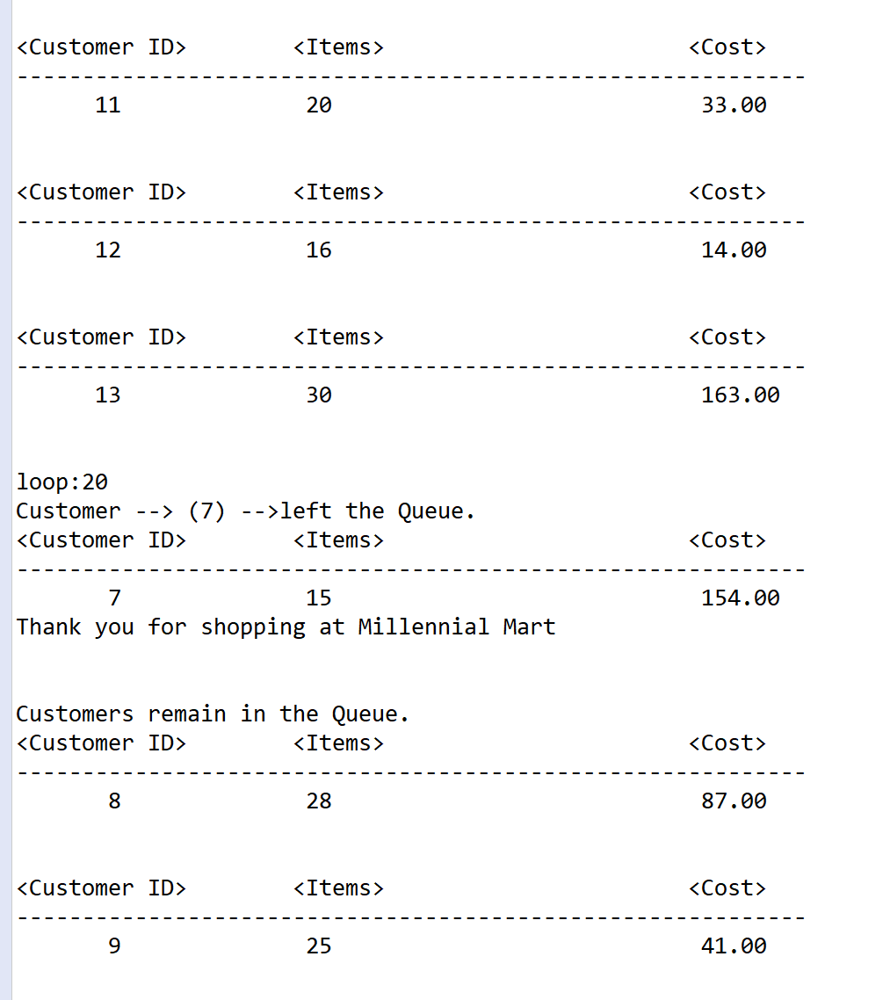 <Customer ID> <Items> <Cost>
------------------------------------------------------------
11 20 33.00
<Customer ID> <Items> <Cost>
------------------------------------------------------------
12 16 14.00
<Customer ID> <Items> <Cost>
------------------------------------------------------------
13 30 163.00
loop:20
Customer --> (7) -->left the Queue.
<Customer ID> <Items> <Cost>
------------------------------------------------------------
7 15 154.00
Thank you for shopping at Millennial Mart
Customers remain in the Queue.
<Customer ID> <Items> <Cost>
------------------------------------------------------------
8 28 87.00
<Customer ID> <Items> <Cost>
------------------------------------------------------------
9 25 41.00